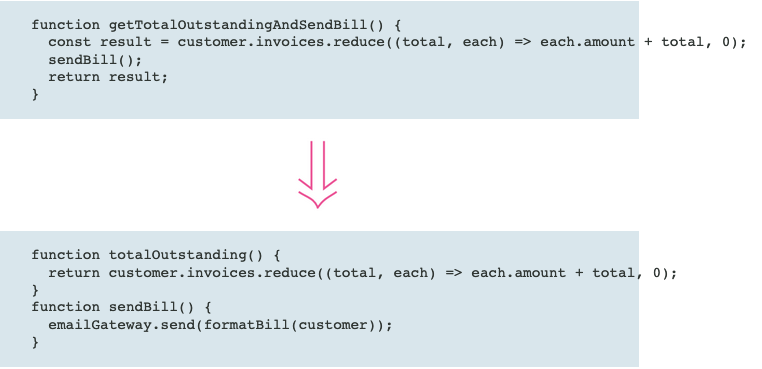 function getTotalOutstandingAndSendBill() {
  const result = customer.invoices.reduce((total, each) => each.amount + total, 0);
  sendBill();
  return result;
}
function totalOutstanding() {
  return customer.invoices.reduce((total, each) => each.amount + total, 0);
}
function sendBill() {
  emailGateway.send(formatBill(customer));
}